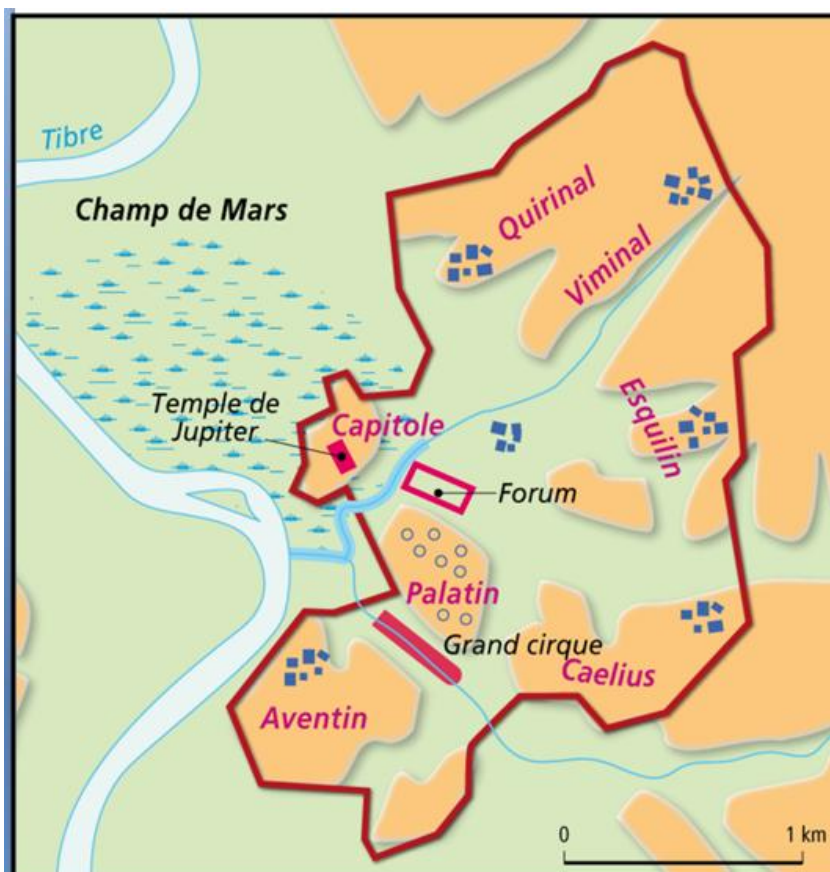 Tibre
Champ de Mars
Quirinal
Viminal
Temple de
Jupiter
Capitole
Esquilin
Forum
Palatin
Grand cirque
Caelius
Aventin
0 1 km